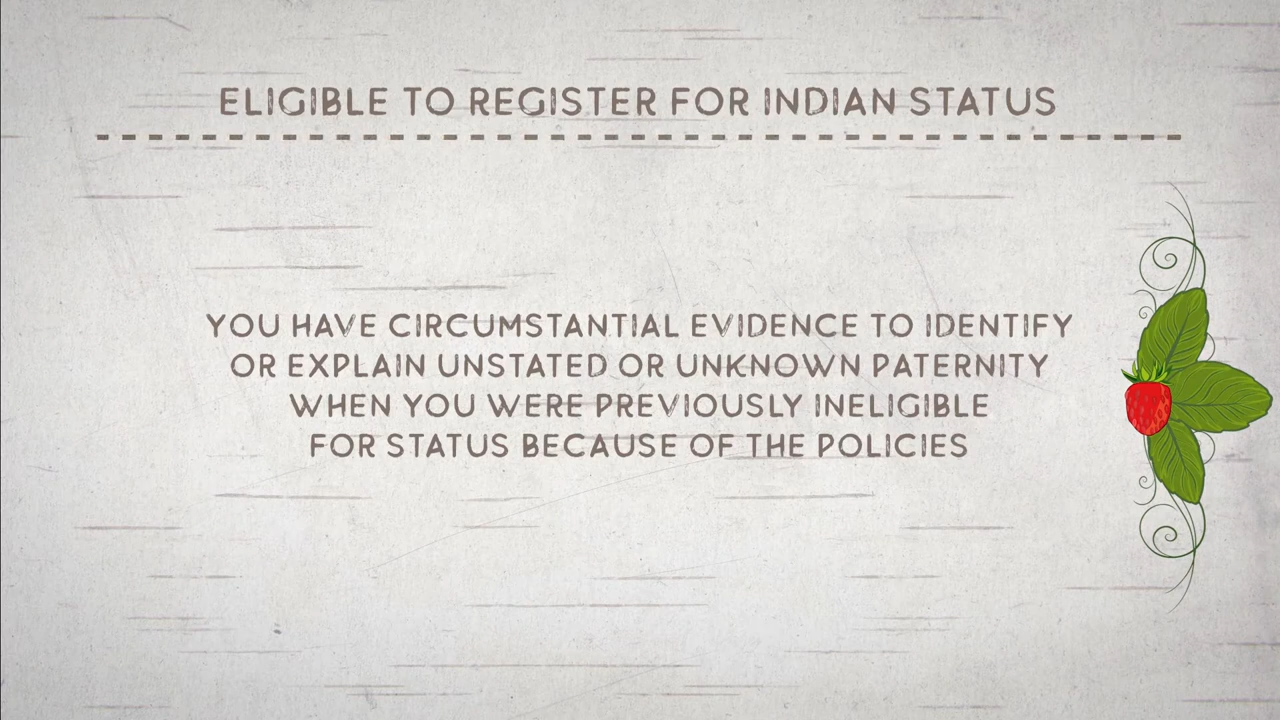 ELIGIBLE TO REGISTER FOR INDIAN STATUS
YOU HAVE CIRCUMSTANTIAL EVIDENCE TO IDENTIFY
OR EXPLAIN UNSTATED OR UNKNOWN PATERNITY
WHEN YOU WERE PREVIOUSLY INELIGIBLE
FOR STATUS BECAUSE OF THE POLICIES